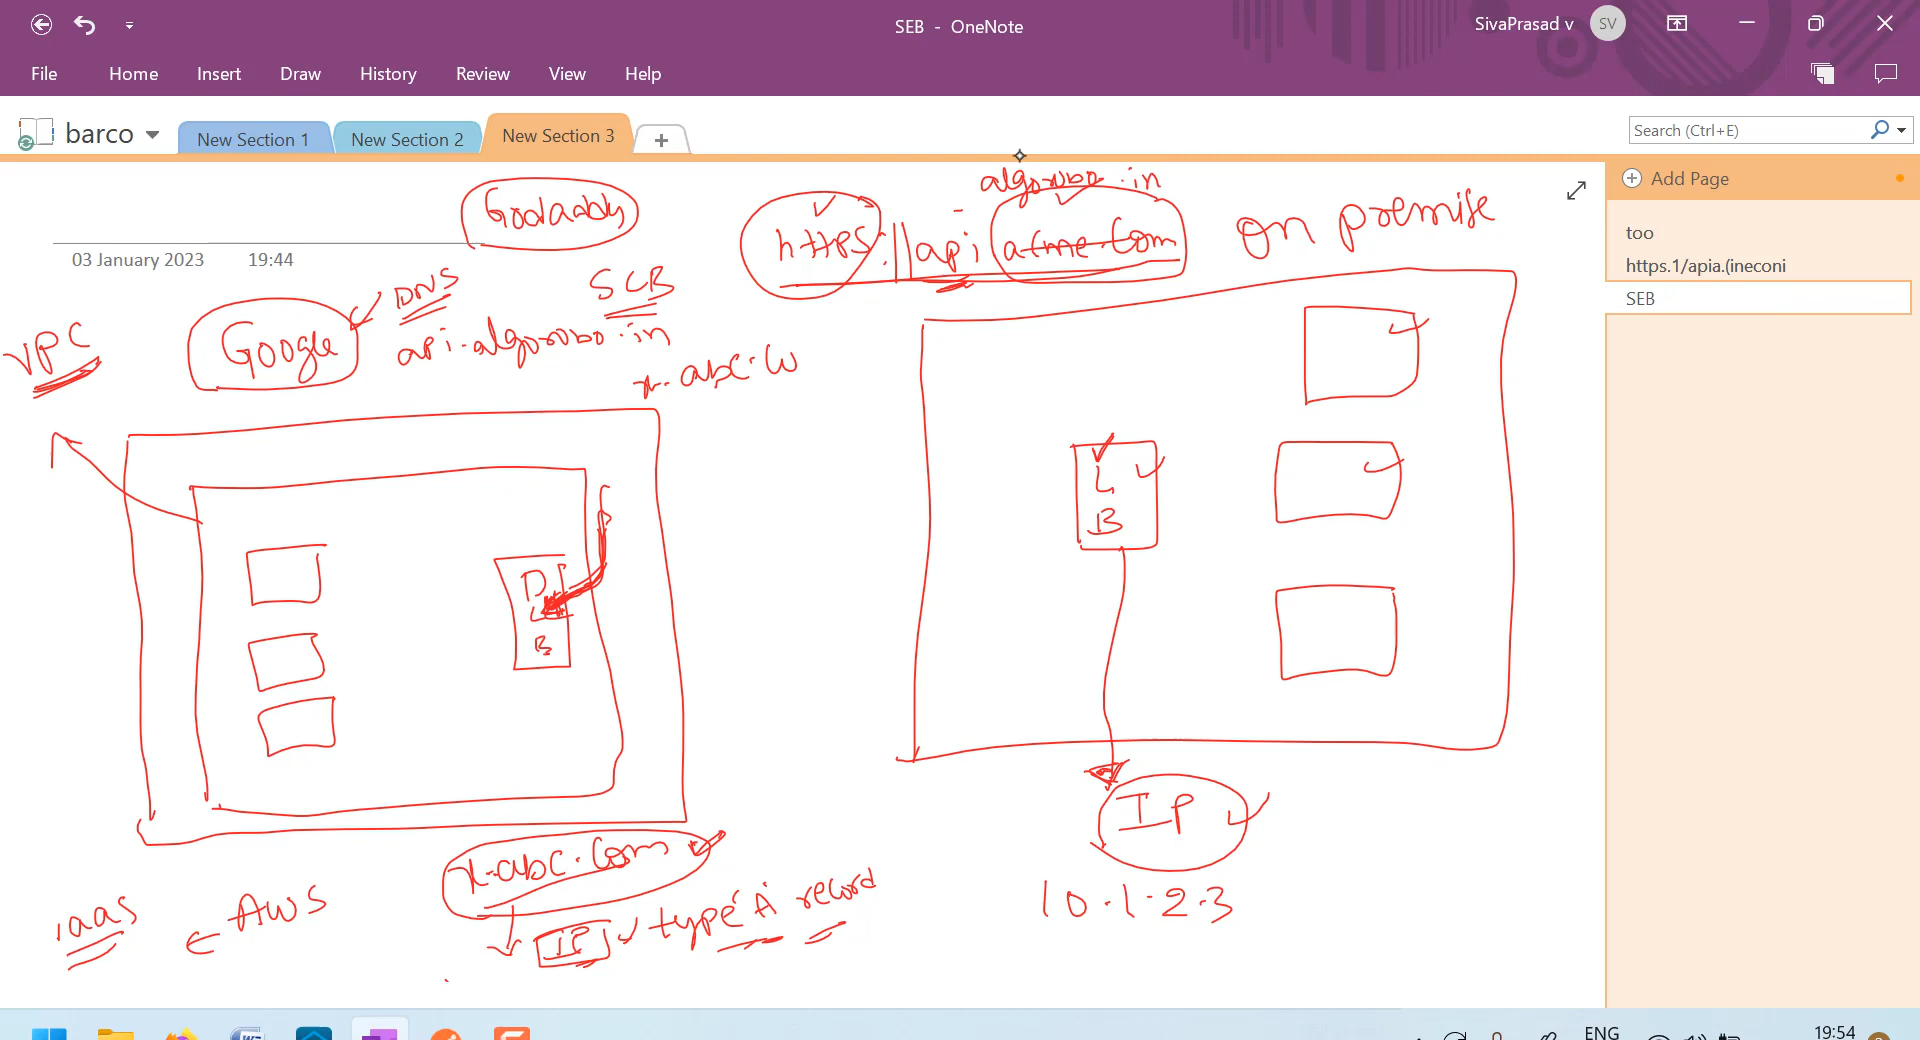 SEB - OneNote
SivaPrasad v
SV
File Home Insert Draw History Review View Help
barco
New Section 1
New Section 2
New Section 3
Search (Ctrl+E)
Add Page
too
https.1/apia.(ineconi
SEB
03 January 2023 19:44
Godaddy
algorobo.in
https://api acme.com
on premise
DNS
SCB
Google
api.algorobo.in
VPC
x.abc.
L
B
D
L
B
IP
10.1.2.3
x.abc.com
IP type A record
iaas
AWS
ENG
19:54